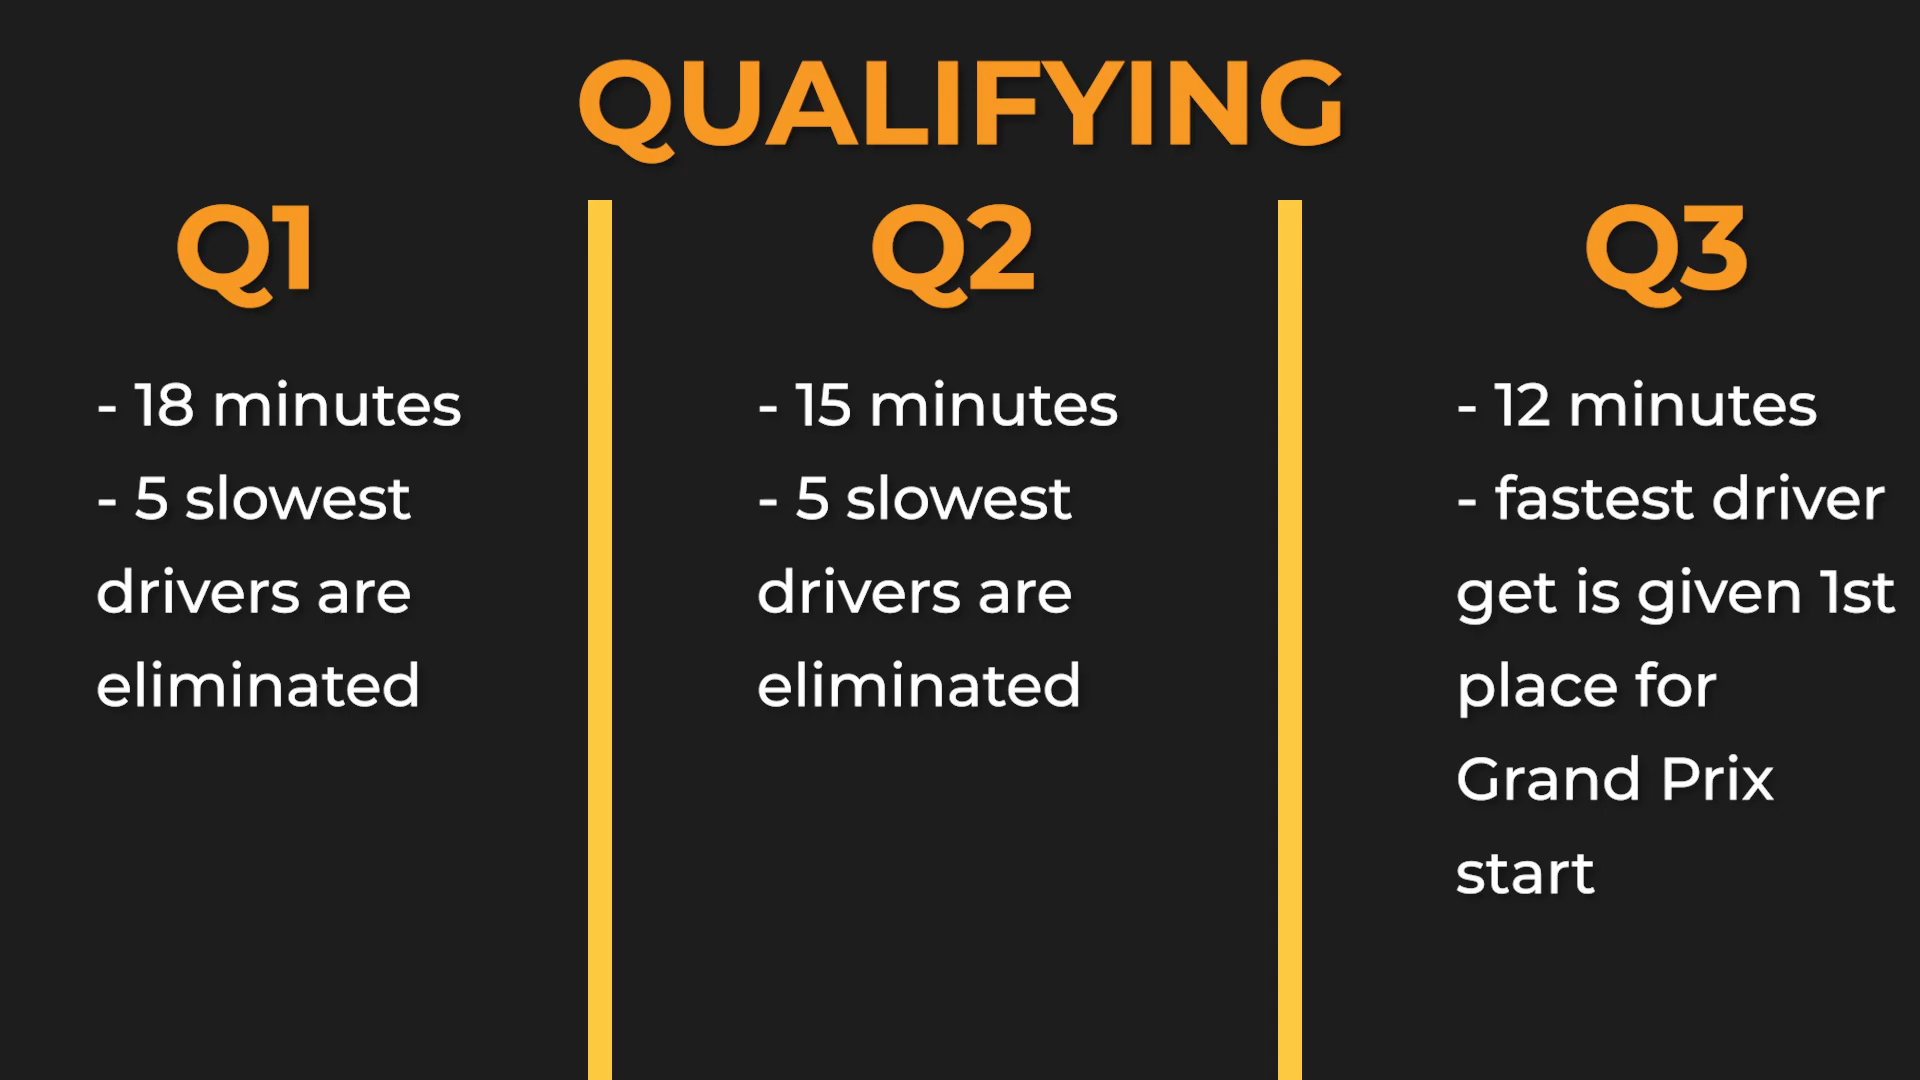 QUALIFYING
Q1
- 18 minutes
- 5 slowest
drivers are
eliminated
Q2
- 15 minutes
- 5 slowest
drivers are
eliminated
Q3
- 12 minutes
- fastest driver
get is given 1st
place for
Grand Prix
start